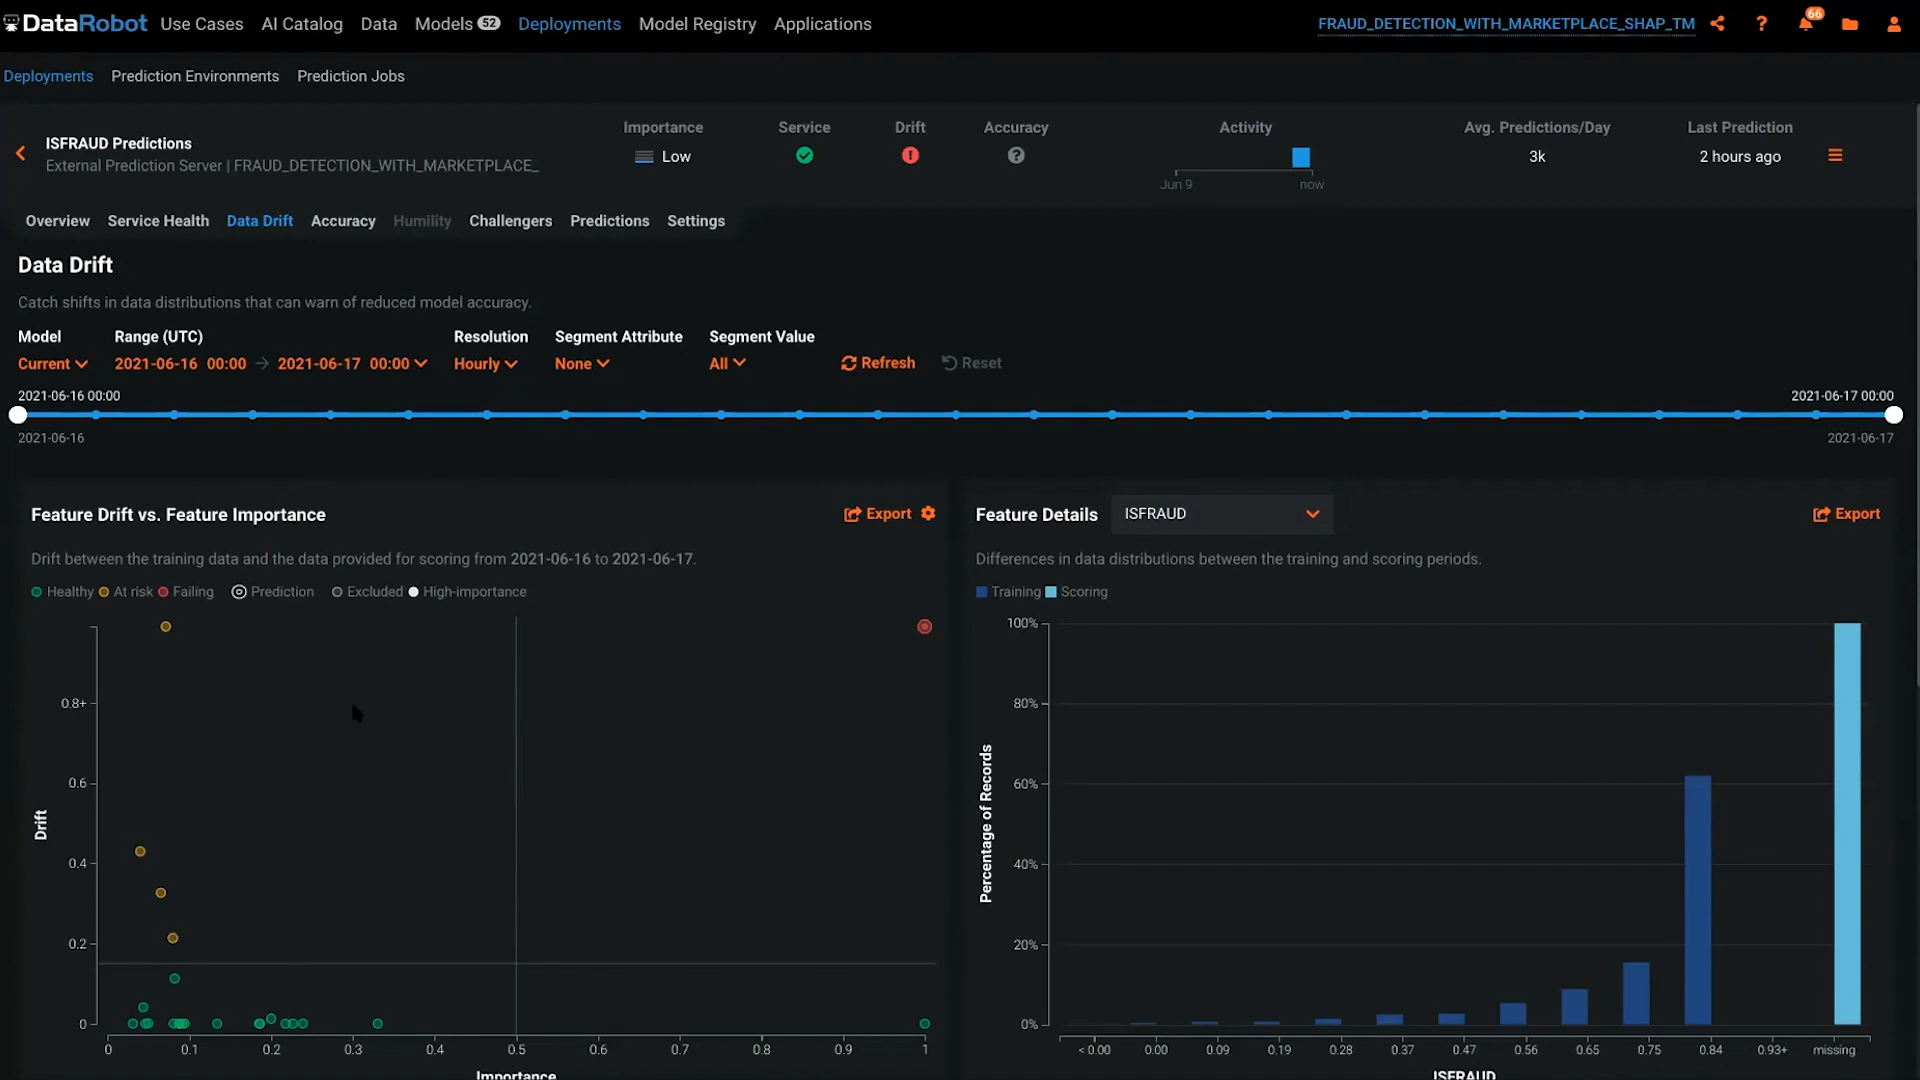 DataRobot Use Cases AI Catalog Data Models 52 Deployments Model Registry Applications FRAUD_DETECTION_WITH_MARKETPLACE_SHAP_TM ? 66
Deployments Prediction Environments Prediction Jobs
Importance Service Drift Accuracy Activity Avg. Predictions/Day Last Prediction
ISFRAUD Predictions
Low ! ? 3k 2 hours ago
External Prediction Server | FRAUD_DETECTION_WITH_MARKETPLACE_
Jun 9 now
Overview Service Health Data Drift Accuracy Humility Challengers Predictions Settings
Data Drift
Catch shifts in data distributions that can warn of reduced model accuracy.
Model Range (UTC) Resolution Segment Attribute Segment Value
Current 2021-06-16 00:00 → 2021-06-17 00:00 Hourly None All Refresh Reset
2021-06-16 00:00 2021-06-17 00:00
2021-06-16 2021-06-17
Feature Drift vs. Feature Importance Export
Drift between the training data and the data provided for scoring from 2021-06-16 to 2021-06-17.
Healthy At risk Failing Prediction Excluded High-importance
0.8+
0.6
Drift
0.4
0.2
0
0 0.1 0.2 0.3 0.4 0.5 0.6 0.7 0.8 0.9 1
Importance
Feature Details ISFRAUD Export
Differences in data distributions between the training and scoring periods.
Training Scoring
100%
80%
60%
Percentage of Records
40%
20%
0%
< 0.00 0.00 0.09 0.19 0.28 0.37 0.47 0.56 0.65 0.75 0.84 0.93+ missing
ISFRAUD